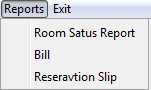 Reports Exit
Room Satus Report
Bill
Reseravtion Slip